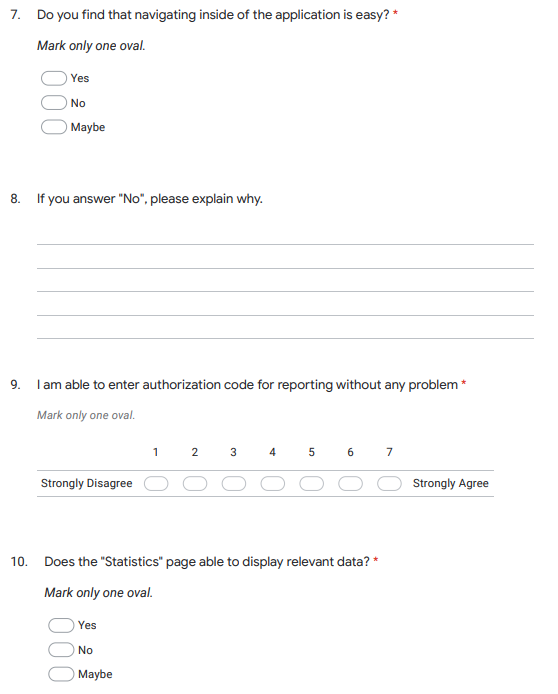 7. Do you find that navigating inside of the application is easy? *
Mark only one oval.
Yes
No
Maybe
8. If you answer "No", please explain why.
9. I am able to enter authorization code for reporting without any problem *
Mark only one oval.
1 2 3 4 5 6 7
Strongly Disagree Strongly Agree
10. Does the "Statistics" page able to display relevant data? *
Mark only one oval.
Yes
No
Maybe